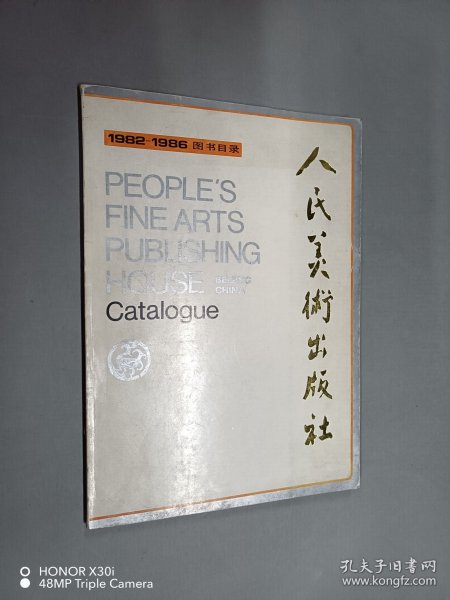 1982-1986 图书目录
PEOPLE'S
FINE ARTS
PUBLISHING
HOUSE BEIJING
CHINA
Catalogue
人民美術出版社
HONOR X30i
48MP Triple Camera
孔夫子旧书网
www.kongfz.com